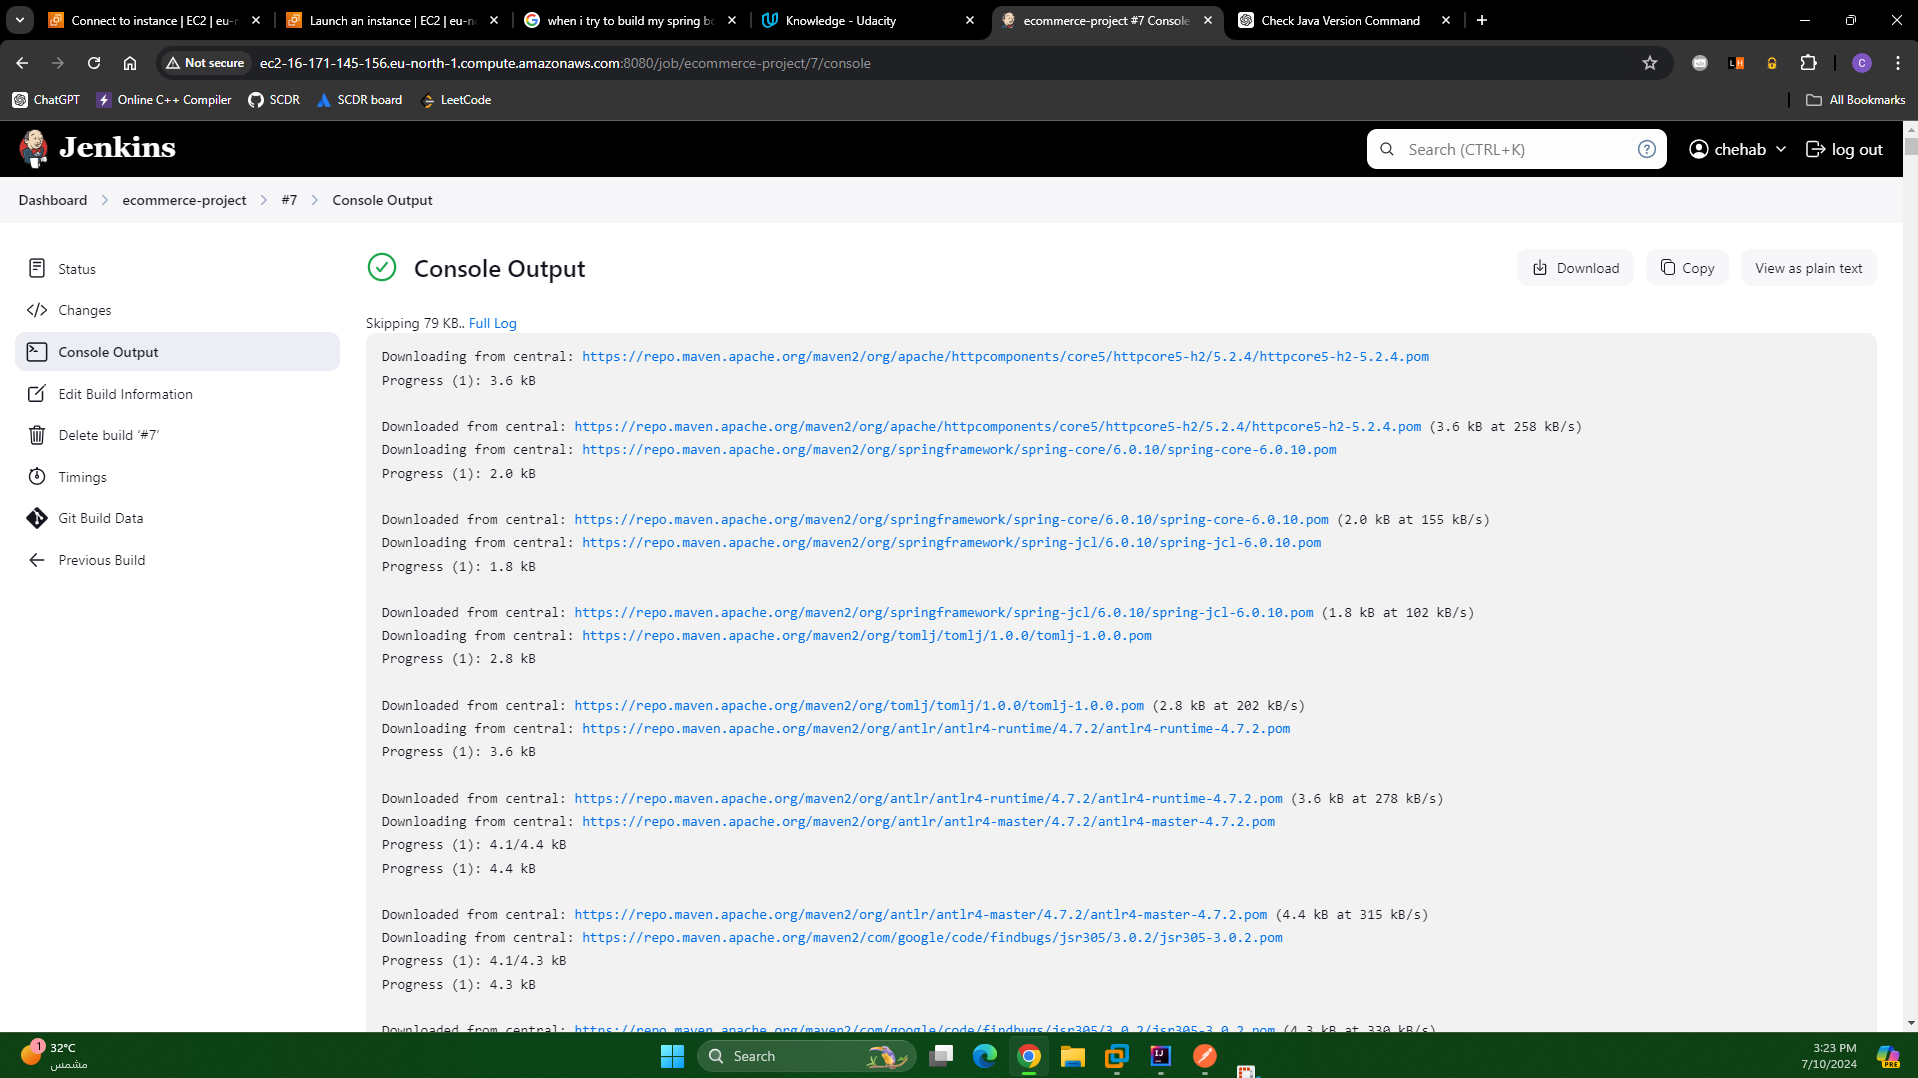 Connect to instance | EC2 | eu-n
Launch an instance | EC2 | eu-no
when i try to build my spring bo
Knowledge - Udacity
ecommerce-project #7 Console
Check Java Version Command
Not secure
ec2-16-171-145-156.eu-north-1.compute.amazonaws.com:8080/job/ecommerce-project/7/console
C
ChatGPT
Online C++ Compiler
SCDR
SCDR board
LeetCode
All Bookmarks
Jenkins
Search (CTRL+K)
?
chehab
log out
Dashboard
ecommerce-project
#7
Console Output
Status
Changes
Console Output
Edit Build Information
Delete build ‘#7’
Timings
Git Build Data
Previous Build
Console Output
Download
Copy
View as plain text
Skipping 79 KB.. Full Log
Downloading from central: https://repo.maven.apache.org/maven2/org/apache/httpcomponents/core5/httpcore5-h2/5.2.4/httpcore5-h2-5.2.4.pom
Progress (1): 3.6 kB
Downloaded from central: https://repo.maven.apache.org/maven2/org/apache/httpcomponents/core5/httpcore5-h2/5.2.4/httpcore5-h2-5.2.4.pom (3.6 kB at 258 kB/s)
Downloading from central: https://repo.maven.apache.org/maven2/org/springframework/spring-core/6.0.10/spring-core-6.0.10.pom
Progress (1): 2.0 kB
Downloaded from central: https://repo.maven.apache.org/maven2/org/springframework/spring-core/6.0.10/spring-core-6.0.10.pom (2.0 kB at 155 kB/s)
Downloading from central: https://repo.maven.apache.org/maven2/org/springframework/spring-jcl/6.0.10/spring-jcl-6.0.10.pom
Progress (1): 1.8 kB
Downloaded from central: https://repo.maven.apache.org/maven2/org/springframework/spring-jcl/6.0.10/spring-jcl-6.0.10.pom (1.8 kB at 102 kB/s)
Downloading from central: https://repo.maven.apache.org/maven2/org/tomlj/tomlj/1.0.0/tomlj-1.0.0.pom
Progress (1): 2.8 kB
Downloaded from central: https://repo.maven.apache.org/maven2/org/tomlj/tomlj/1.0.0/tomlj-1.0.0.pom (2.8 kB at 202 kB/s)
Downloading from central: https://repo.maven.apache.org/maven2/org/antlr/antlr4-runtime/4.7.2/antlr4-runtime-4.7.2.pom
Progress (1): 3.6 kB
Downloaded from central: https://repo.maven.apache.org/maven2/org/antlr/antlr4-runtime/4.7.2/antlr4-runtime-4.7.2.pom (3.6 kB at 278 kB/s)
Downloading from central: https://repo.maven.apache.org/maven2/org/antlr/antlr4-master/4.7.2/antlr4-master-4.7.2.pom
Progress (1): 4.1/4.4 kB
Progress (1): 4.4 kB
Downloaded from central: https://repo.maven.apache.org/maven2/org/antlr/antlr4-master/4.7.2/antlr4-master-4.7.2.pom (4.4 kB at 315 kB/s)
Downloading from central: https://repo.maven.apache.org/maven2/com/google/code/findbugs/jsr305/3.0.2/jsr305-3.0.2.pom
Progress (1): 4.1/4.3 kB
Progress (1): 4.3 kB
Downloaded from central: https://repo.maven.apache.org/maven2/com/google/code/findbugs/jsr305/3.0.2/jsr305-3.0.2.pom (4.3 kB at 330 kB/s)
1
32°C
مشمس
Search
3:23 PM
7/10/2024
PRE